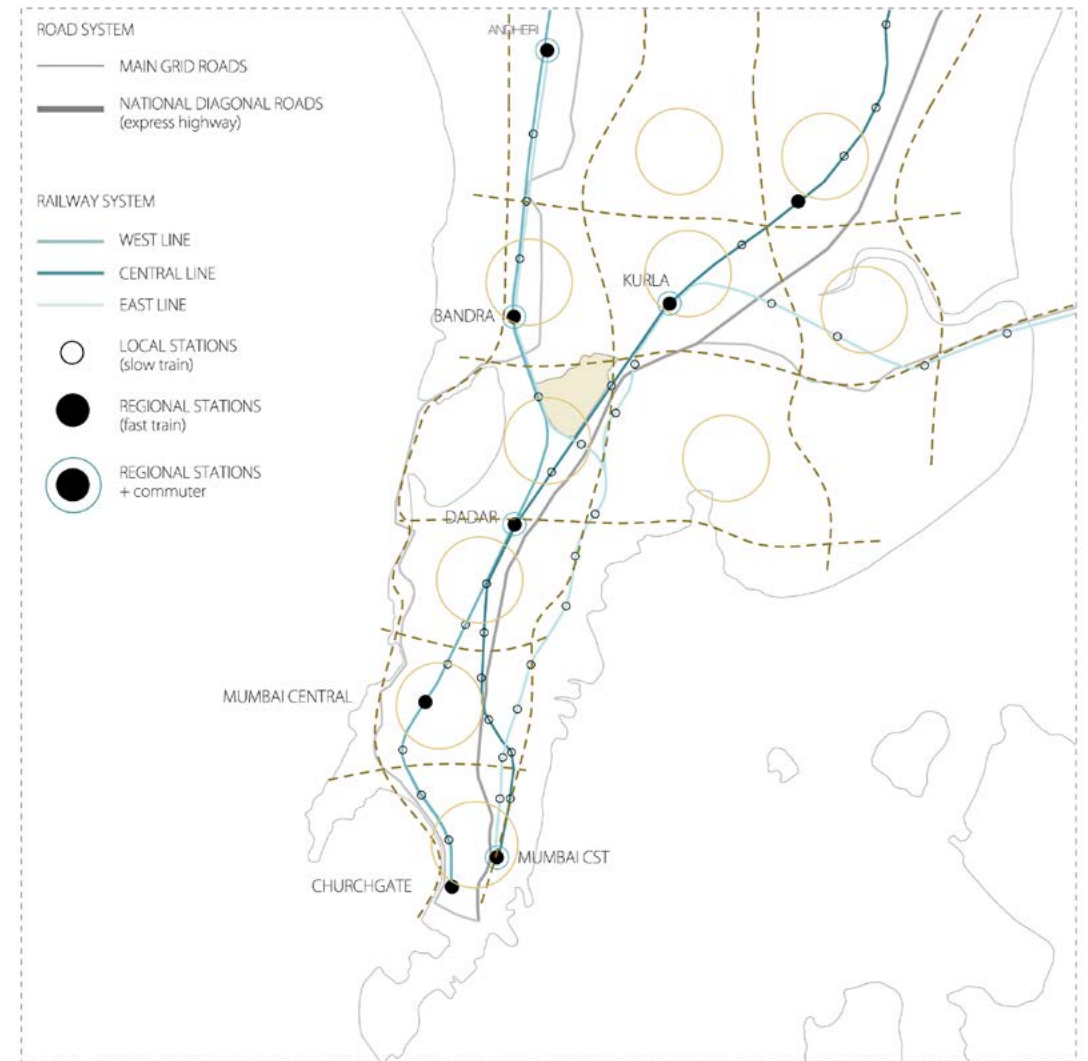 ROAD SYSTEM
MAIN GRID ROADS
NATIONAL DIAGONAL ROADS
(express highway)
RAILWAY SYSTEM
WEST LINE
CENTRAL LINE
EAST LINE
LOCAL STATIONS
(slow train)
REGIONAL STATIONS
(fast train)
REGIONAL STATIONS
+ commuter
ANDHERI
KURLA
BANDRA
DADAR
MUMBAI CENTRAL
MUMBAI CST
CHURCHGATE